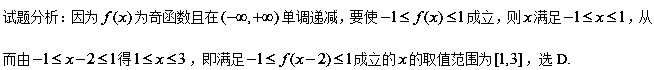 试题分析：因为 f(x)为奇函数且在(−∞,+∞)单调递减，要使−1≤ f(x)≤1成立，则x满足−1≤x≤1，从
而由−1≤x−2≤1得1≤x≤3，即满足−1≤ f(x−2)≤1成立的x的取值范围为[1,3]，选 D.